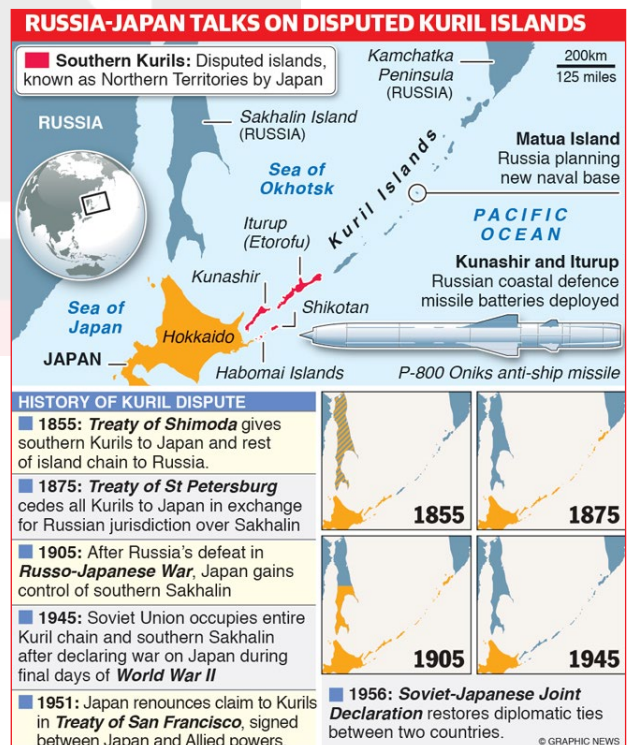 RUSSIA-JAPAN TALKS ON DISPUTED KURIL ISLANDS
Southern Kurils: Disputed islands,
known as Northern Territories by Japan
Kamchatka
Peninsula
(RUSSIA)
200km
125 miles
RUSSIA
Sakhalin Island
(RUSSIA)
Sea of
Okhotsk
Kuril Islands
Matua Island
Russia planning
new naval base
PACIFIC
OCEAN
Iturup
(Etorofu)
Kunashir
Shikotan
Kunashir and Iturup
Russian coastal defence
missile batteries deployed
Sea of
Japan
Hokkaido
JAPAN
Habomai Islands
P-800 Oniks anti-ship missile
HISTORY OF KURIL DISPUTE
1855: Treaty of Shimoda gives
southern Kurils to Japan and rest
of island chain to Russia.
1875: Treaty of St Petersburg
cedes all Kurils to Japan in exchange
for Russian jurisdiction over Sakhalin
1905: After Russia’s defeat in
Russo-Japanese War, Japan gains
control of southern Sakhalin
1945: Soviet Union occupies entire
Kuril chain and southern Sakhalin
after declaring war on Japan during
final days of World War II
1951: Japan renounces claim to Kurils
in Treaty of San Francisco, signed
between Japan and Allied powers
1855
1875
1905
1945
1956: Soviet-Japanese Joint
Declaration restores diplomatic ties
between two countries.
© GRAPHIC NEWS